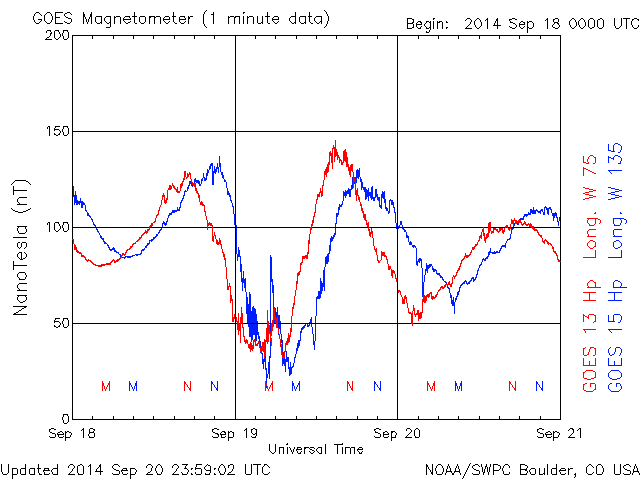 GOES Magnetometer (1 minute data)
Begin: 2014 Sep 18 0000 UTC
200
150
100
50
0
NanoTesla (nT)
M M N N M M N N M M N N
Sep 18 Sep 19 Sep 20 Sep 21
Universal Time
GOES 13 Hp Long. W 75
GOES 15 Hp Long. W 135
Updated 2014 Sep 20 23:59:02 UTC
NOAA/SWPC Boulder, CO USA